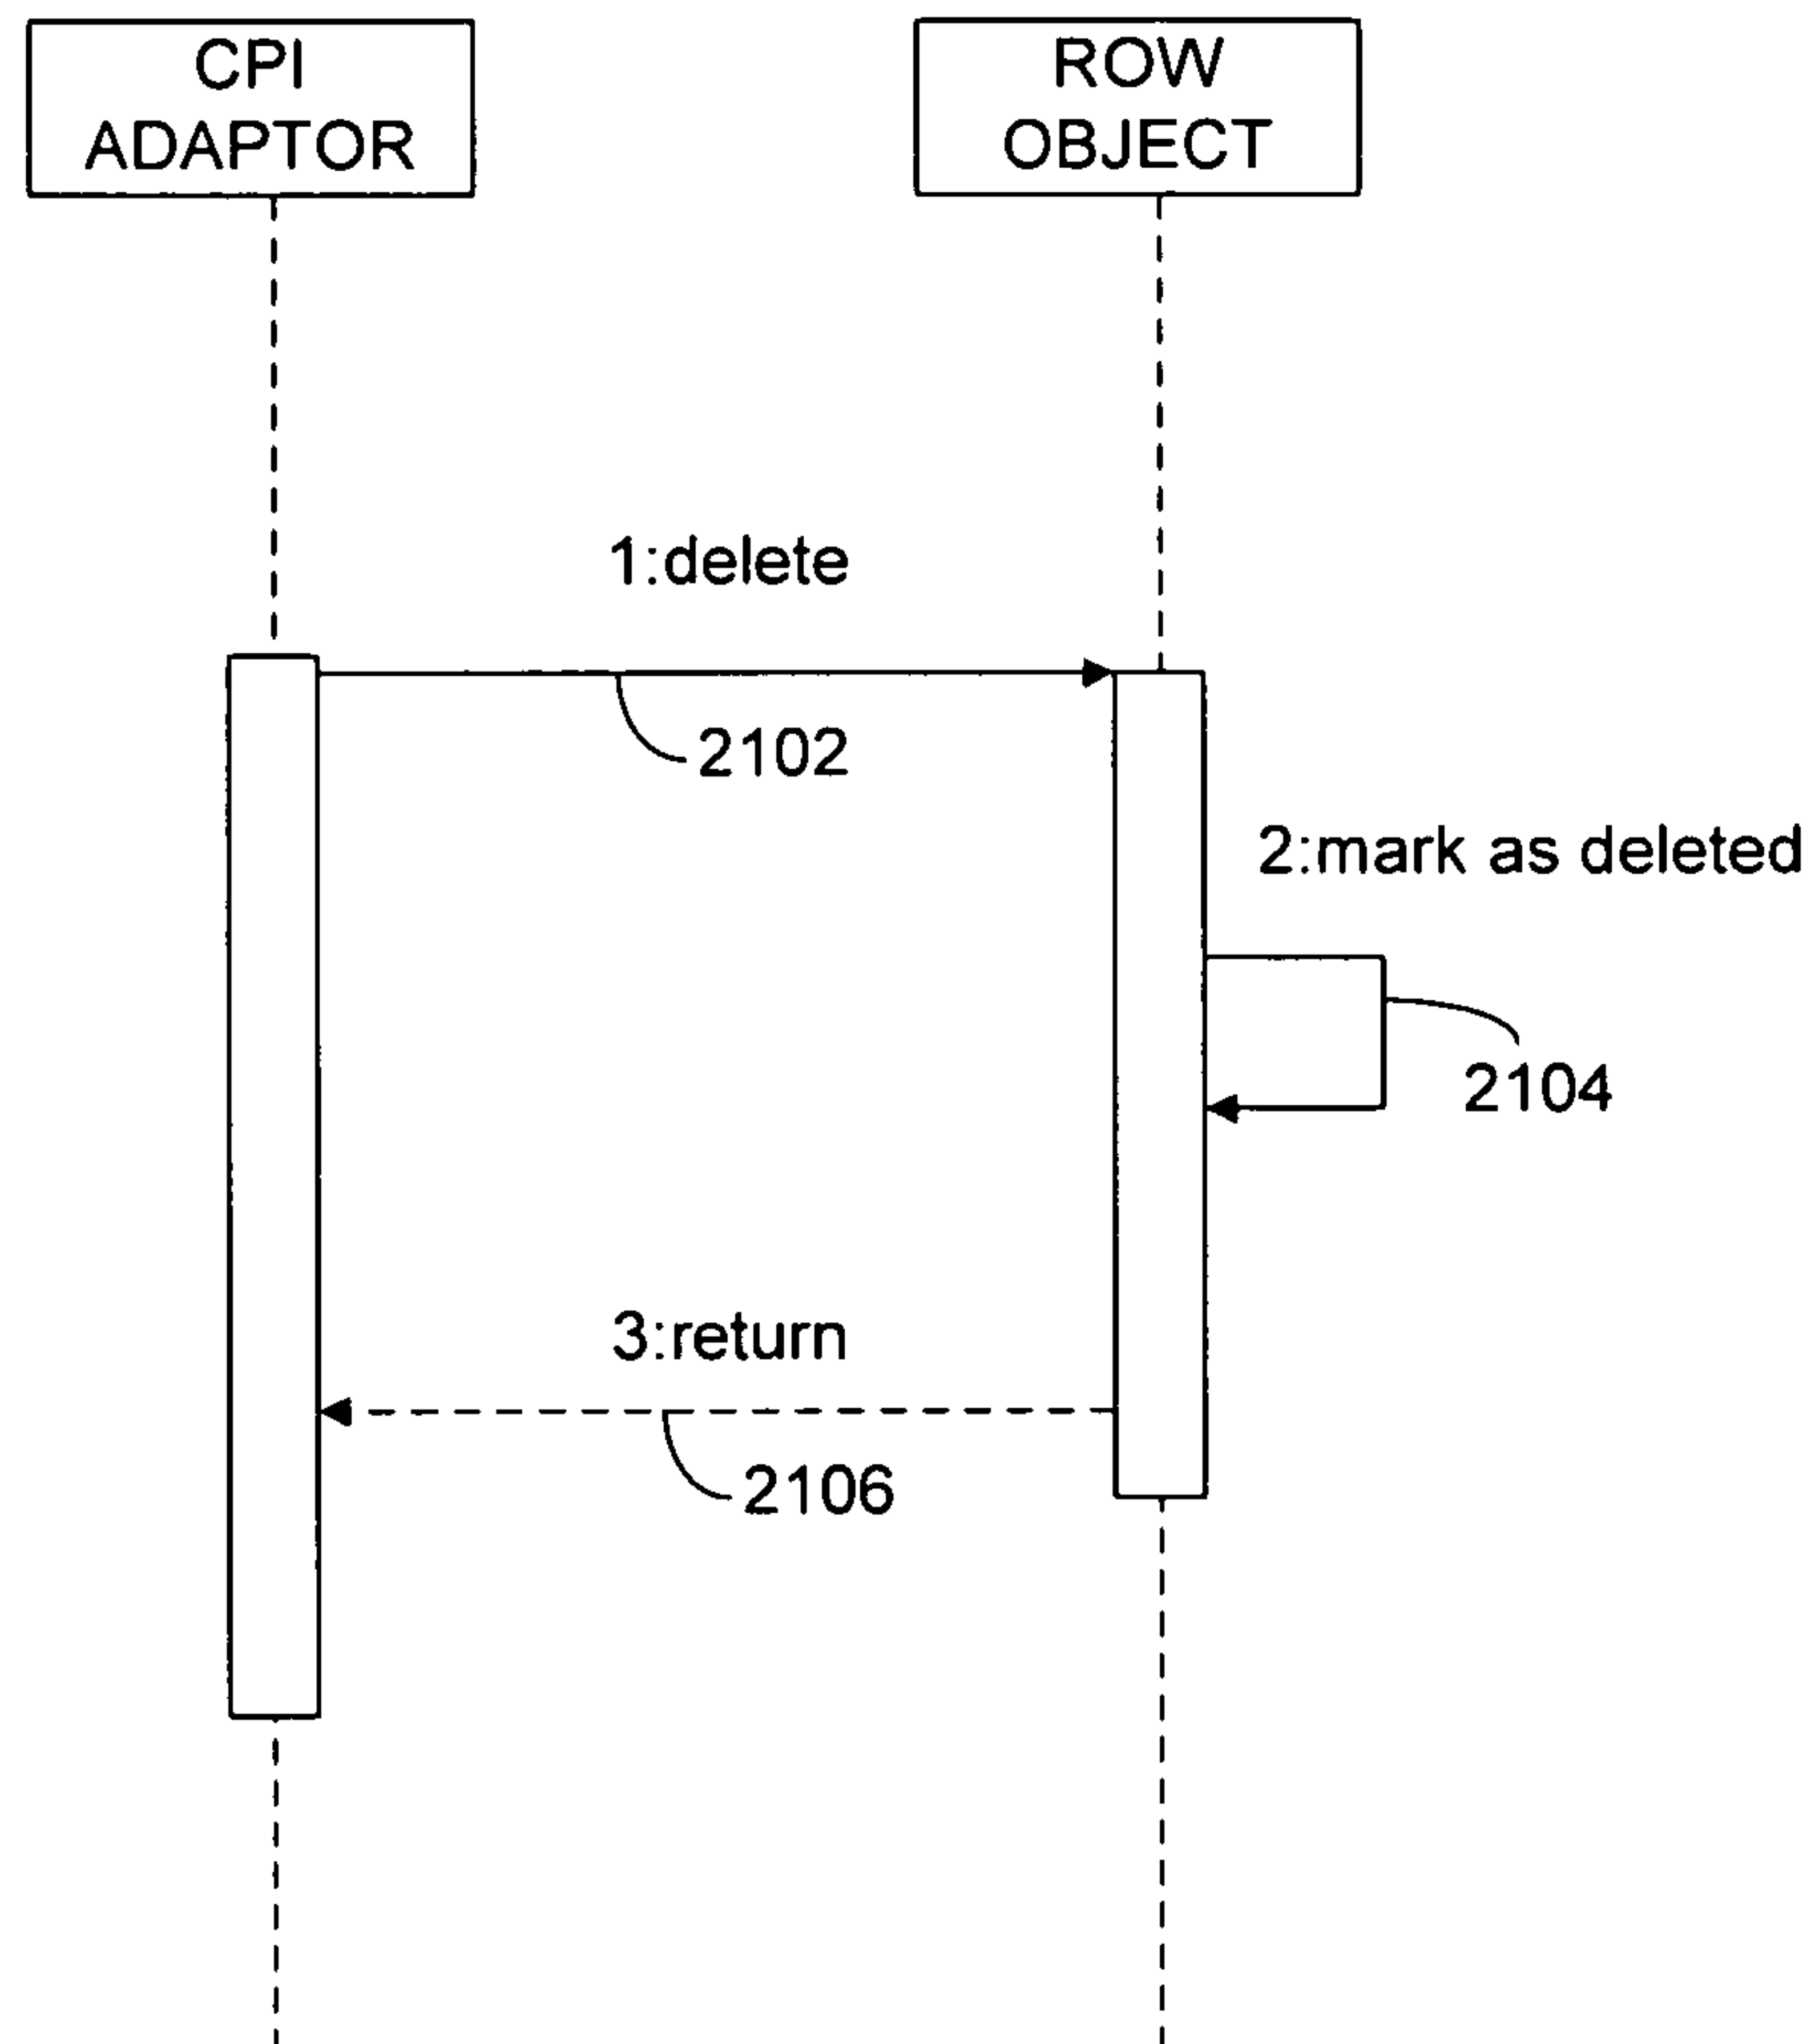 CPI
ADAPTOR
ROW
OBJECT
1:delete
2102
2:mark as deleted
2104
3:return
2106